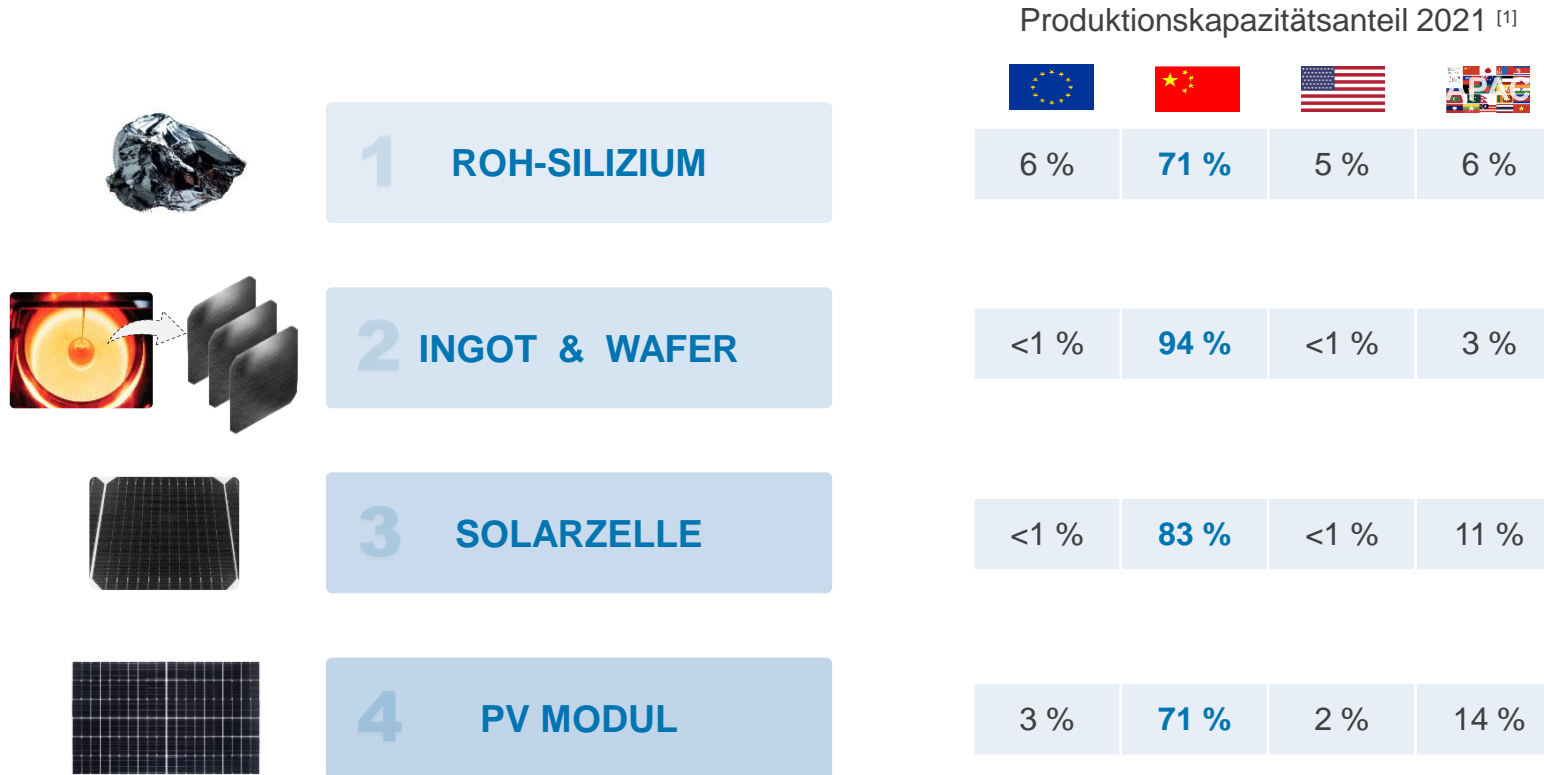 Produktionskapazitätsanteil 2021 [1]
APAC
1 ROH-SILIZIUM 6 % 71 % 5 % 6 %
2 INGOT & WAFER <1 % 94 % <1 % 3 %
3 SOLARZELLE <1 % 83 % <1 % 11 %
4 PV MODUL 3 % 71 % 2 % 14 %